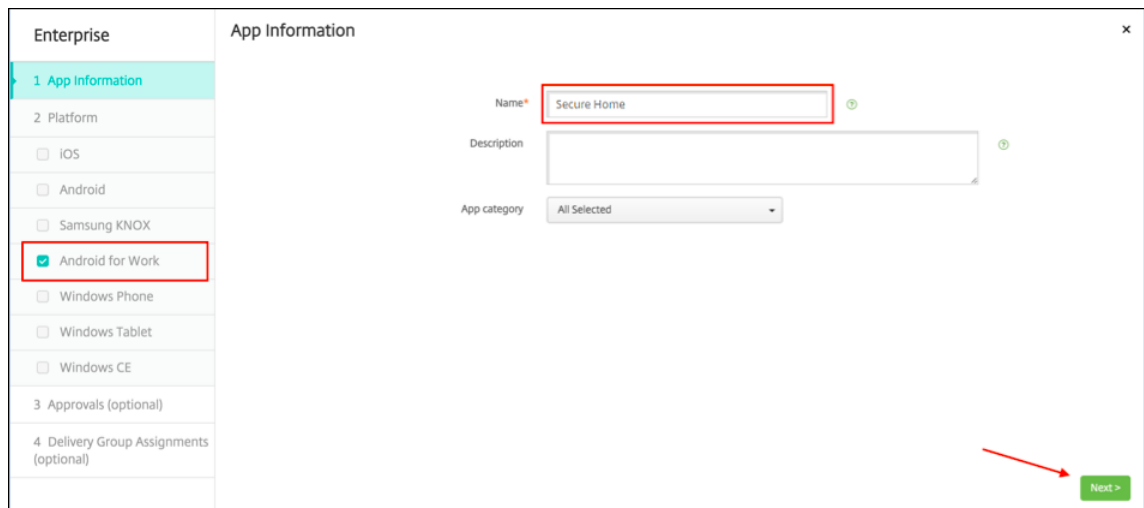 Enterprise
1 App Information
2 Platform
iOS
Android
Samsung KNOX
Android for Work
Windows Phone
Windows Tablet
Windows CE
3 Approvals (optional)
4 Delivery Group Assignments
(optional)
App Information
×
Name*
Secure Home
?
Description
?
App category
All Selected
Next >